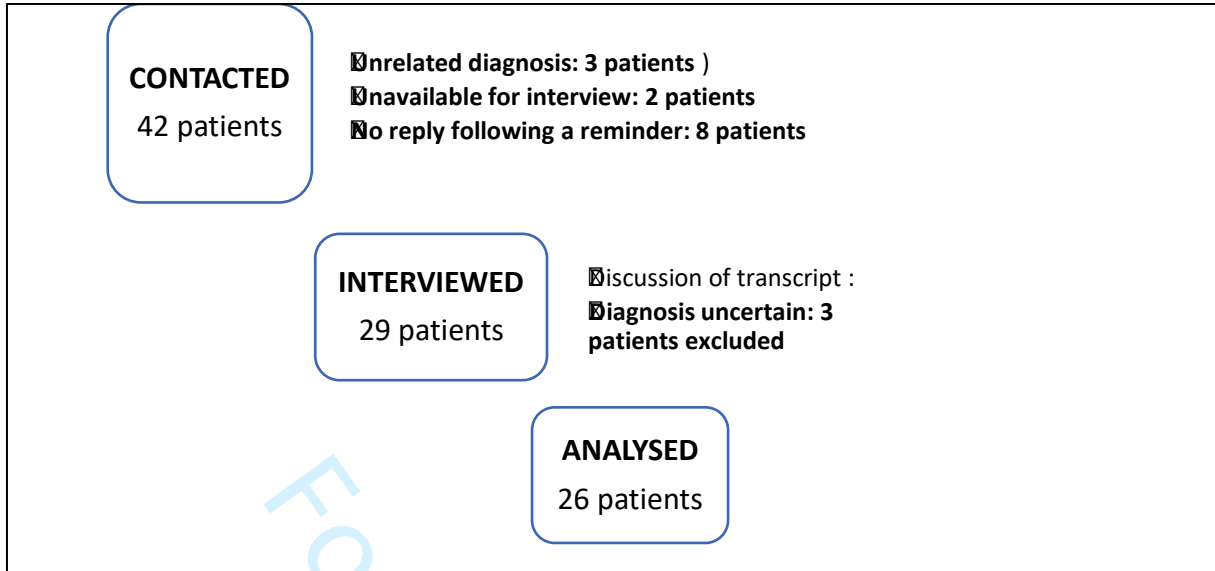 CONTACTED
42 patients
Unrelated diagnosis: 3 patients )
Unavailable for interview: 2 patients
No reply following a reminder: 8 patients
INTERVIEWED
29 patients
Discussion of transcript :
Diagnosis uncertain: 3
patients excluded
ANALYSED
26 patients
FO